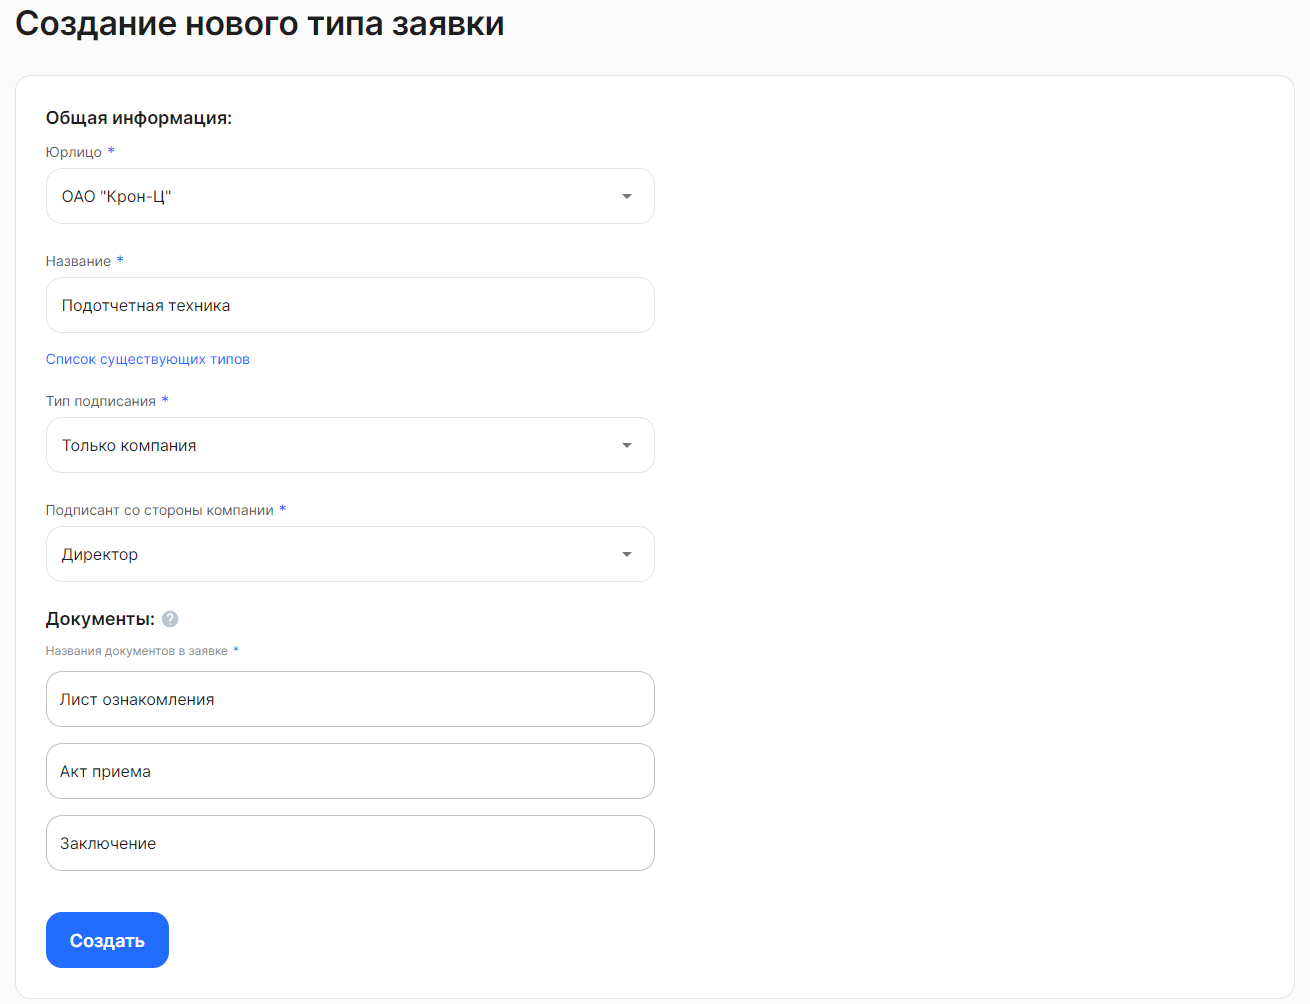 Создание нового типа заявки
Общая информация:
Юрлицо *
ОАО "Крон-Ц"
Название *
Подотчетная техника
Список существующих типов
Тип подписания *
Только компания
Подписант со стороны компании *
Директор
Документы: ?
Названия документов в заявке *
Лист ознакомления
Акт приема
Заключение
Создать